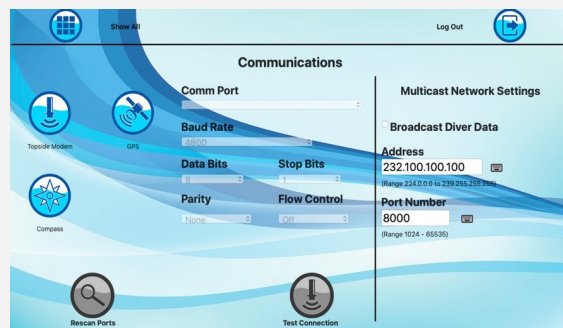 Show All
Log Out
Communications
Topside Modem
GPS
Compass
Comm Port
Baud Rate
4800
Data Bits
Stop Bits
8
1
Parity
Flow Control
None
Off
Multicast Network Settings
Broadcast Diver Data
Address
232.100.100.100
(Range 224.0.0.0 to 239.255.255.255)
Port Number
8000
(Range 1024 - 65535)
Rescan Ports
Test Connection